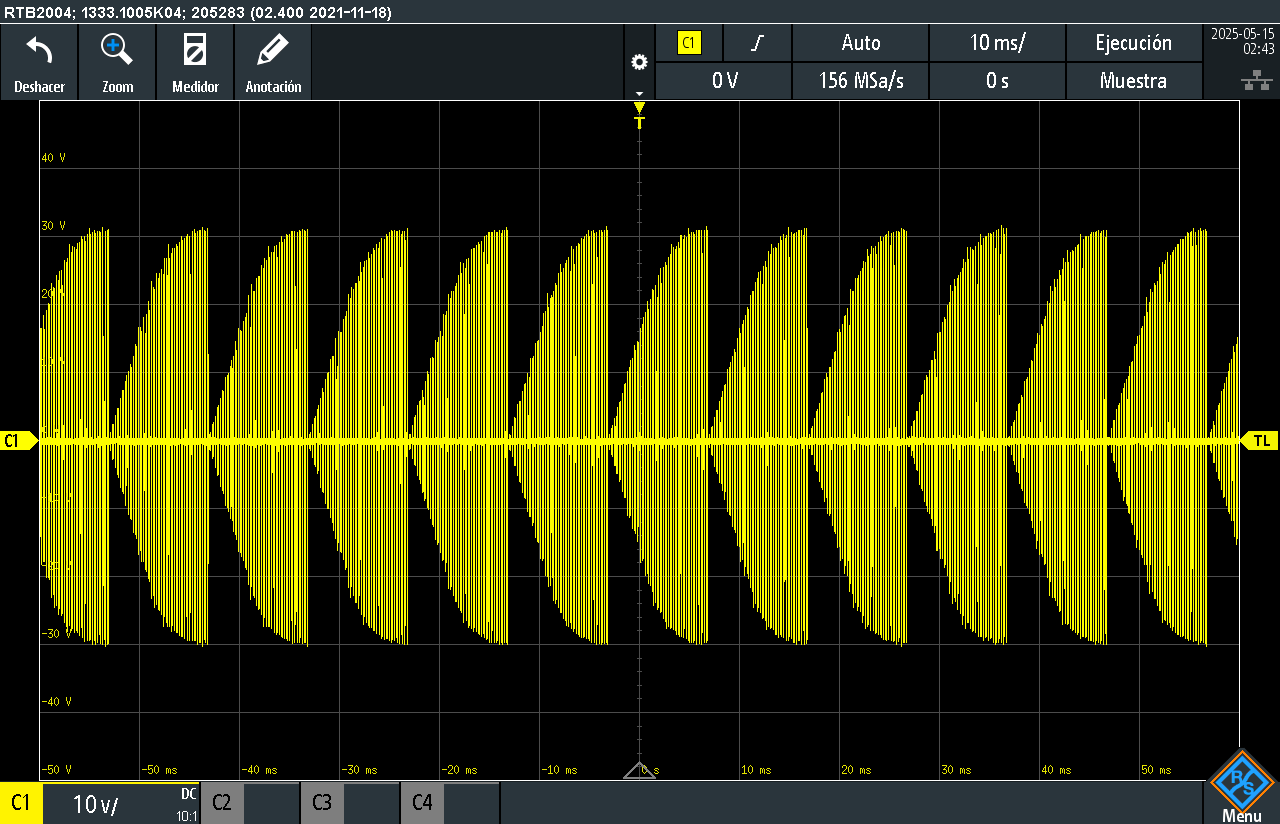 RTB2004; 1333.1005K04; 205283 (02.400 2021-11-18)
Deshacer
Zoom
Medidor
Anotación
C1
Auto
10 ms/
Ejecución
0 V
156 MSa/s
0 s
Muestra
2025-05-15
02:43
T
40 V
30 V
C1
TL
-30 V
-40 V
-50 V
-50 ms
-40 ms
-30 ms
-20 ms
-10 ms
0 s
10 ms
20 ms
30 ms
40 ms
50 ms
C1
10 V/
DC
10:1
C2
C3
C4
R
S
Menu